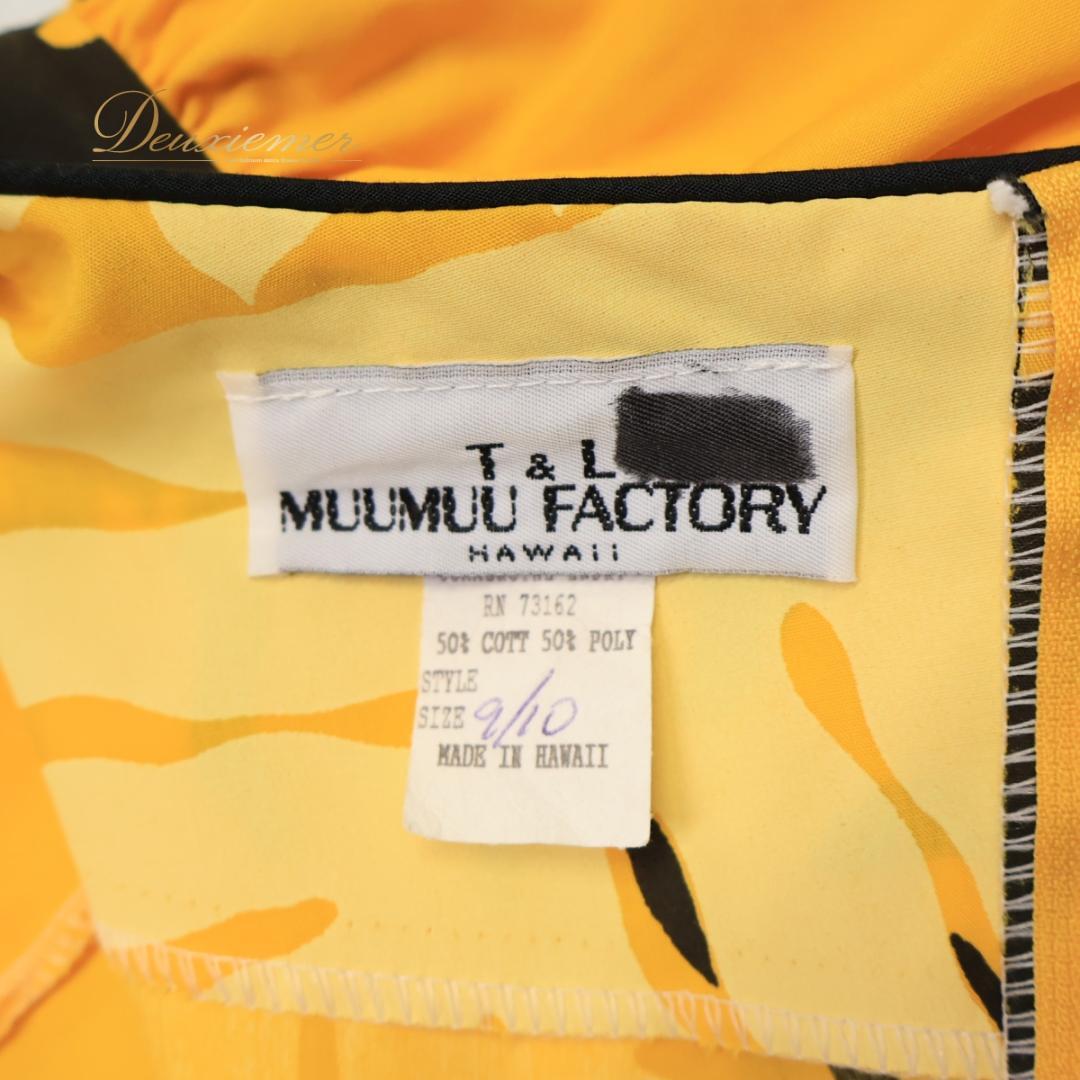 Deuxiemer
T & L
MUUMUU FACTORY
HAWAII
RN 73162
50% COTT 50% POLY
STYLE
SIZE 9/10
MADE IN HAWAII